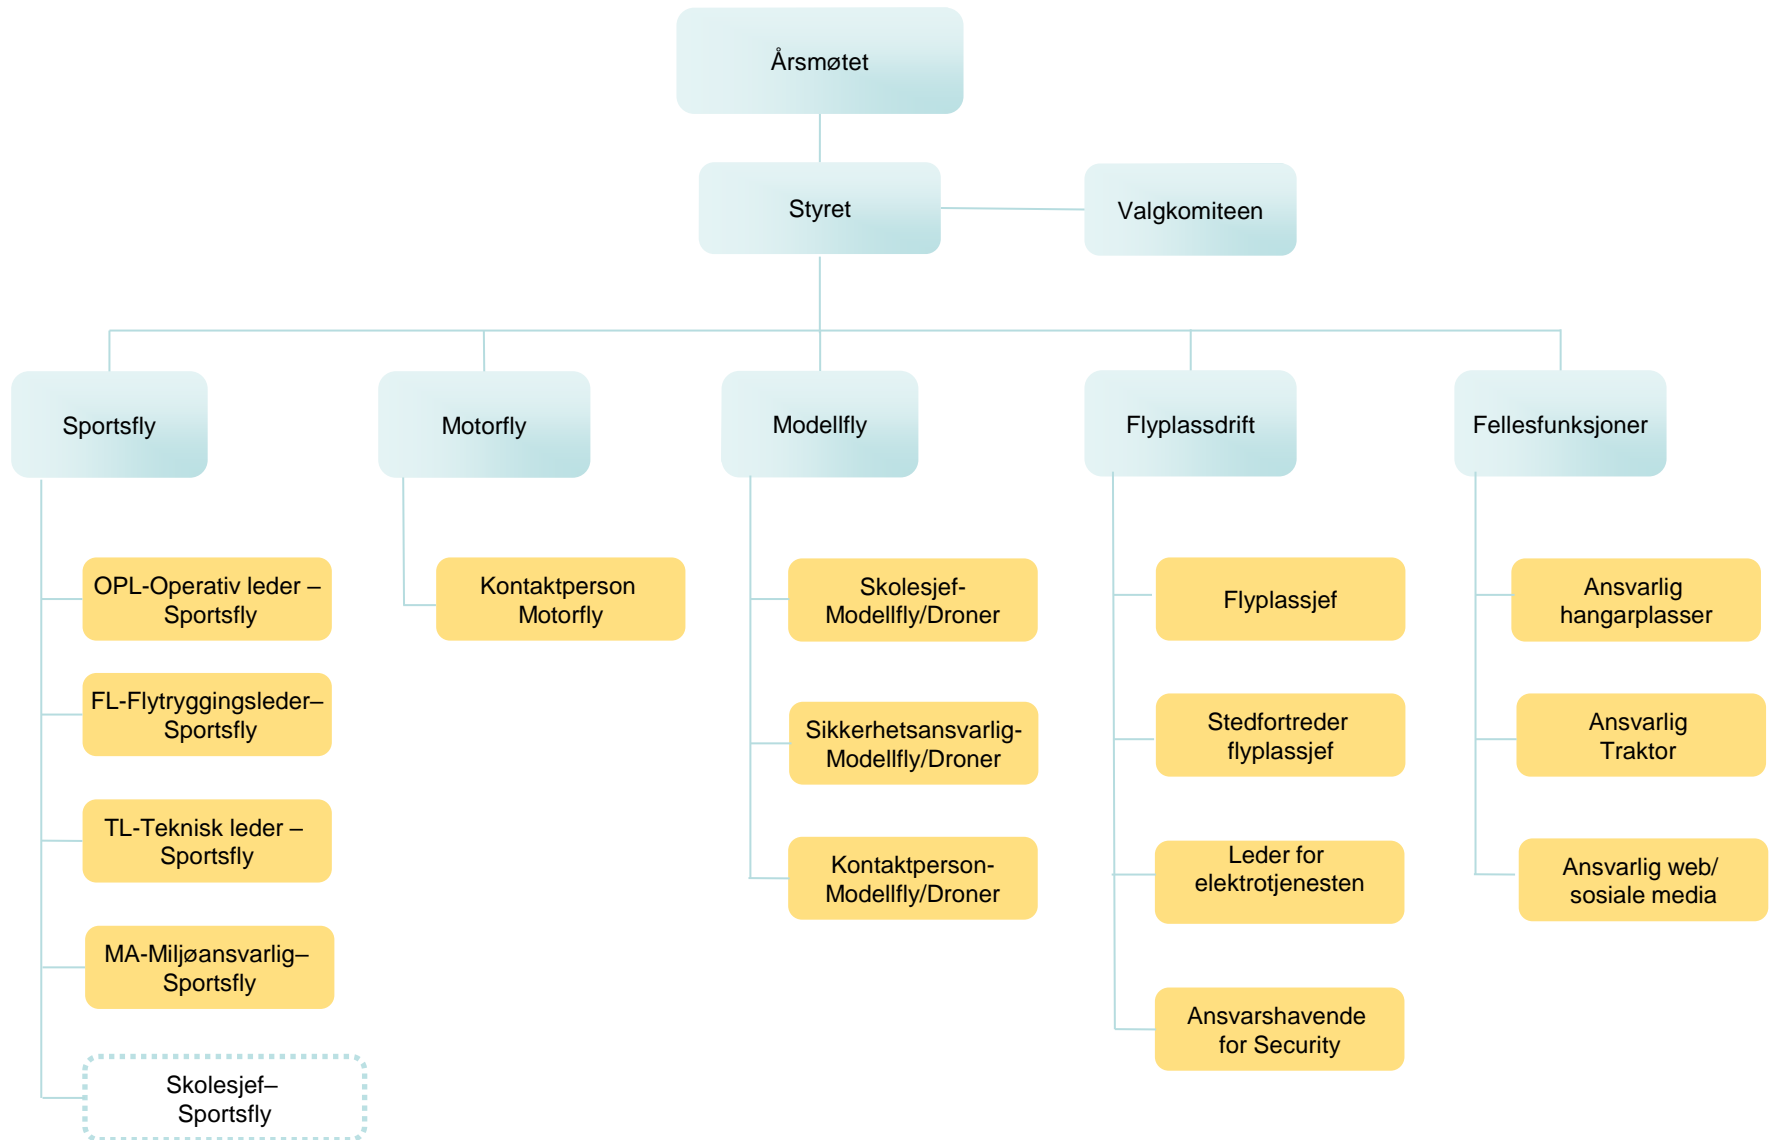 Årsmøtet
Styret
Valgkomiteen
Sportsfly
Motorfly
Modellfly
Flyplassdrift
Fellesfunksjoner
OPL-Operativ leder –
Sportsfly
FL-Flytryggingsleder–
Sportsfly
TL-Teknisk leder –
Sportsfly
MA-Miljøansvarlig–
Sportsfly
Skolesjef–
Sportsfly
Kontaktperson
Motorfly
Skolesjef-
Modellfly/Droner
Sikkerhetsansvarlig-
Modellfly/Droner
Kontaktperson-
Modellfly/Droner
Flyplassjef
Stedfortreder
flyplassjef
Leder for
elektrotjenesten
Ansvarshavende
for Security
Ansvarlig
hangarplasser
Ansvarlig
Traktor
Ansvarlig web/
sosiale media